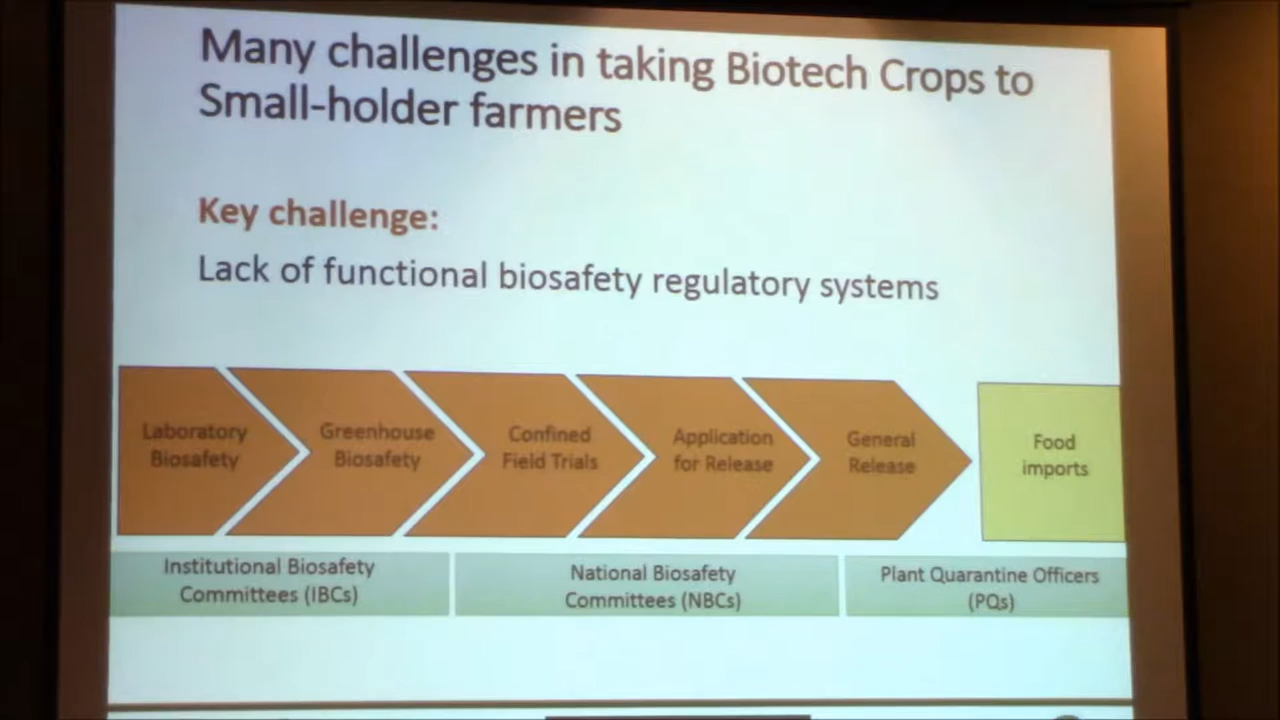 Many challenges in taking Biotech Crops to
Small-holder farmers
Key challenge:
Lack of functional biosafety regulatory systems
Laboratory
Biosafety
Greenhouse
Biosafety
Confined
Field Trials
Application
for Release
General
Release
Food
imports
Institutional Biosafety
Committees (IBCs)
National Biosafety
Committees (NBCs)
Plant Quarantine Officers
(PQs)